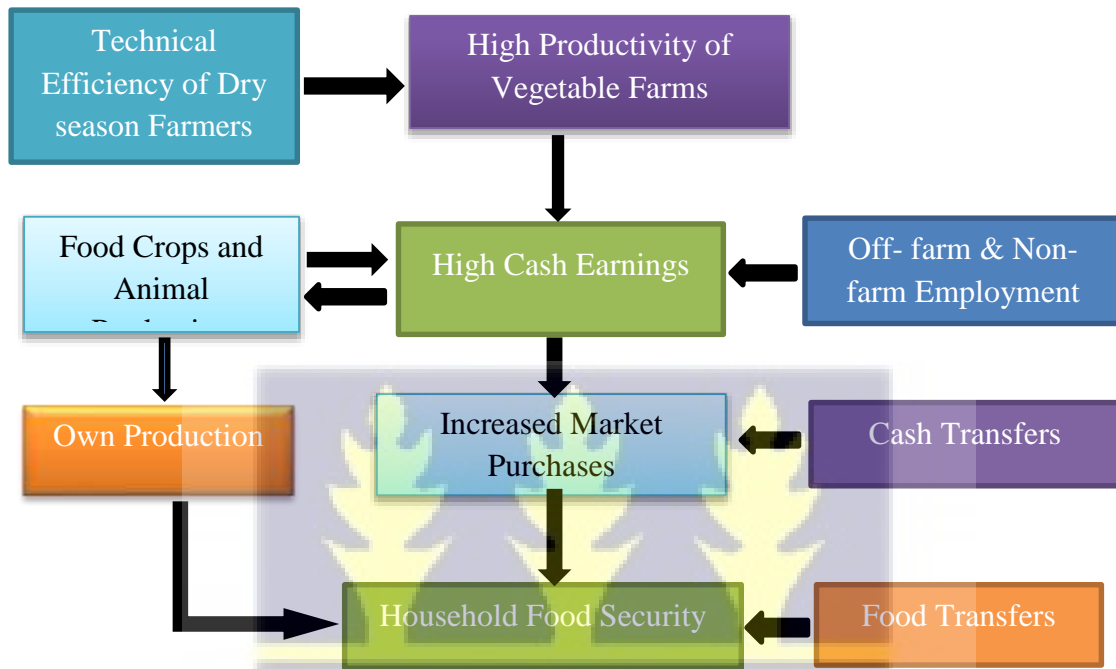 Technical
Efficiency of Dry
season Farmers
High Productivity of
Vegetable Farms
Food Crops and
Animal
High Cash Earnings
Off- farm & Non-
farm Employment
Own Production
Increased Market
Purchases
Cash Transfers
Household Food Security
Food Transfers